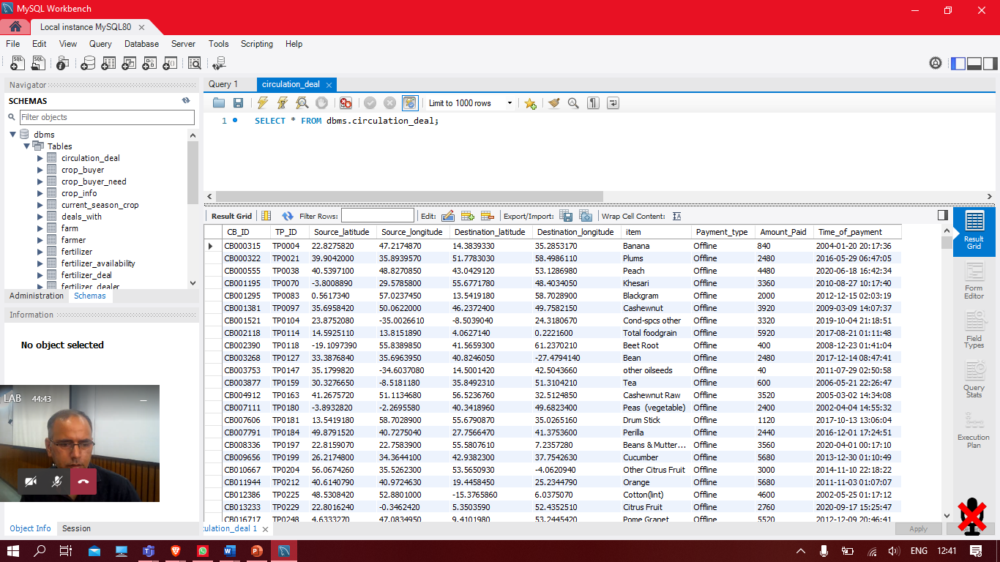 MySQL Workbench
Local instance MySQL80
File Edit View Query Database Server Tools Scripting Help
Navigator
SCHEMAS
Filter objects
dbms
Tables
circulation_deal
crop_buyer
crop_buyer_need
crop_info
current_season_crop
deals_with
farm
farmer
fertilizer
fertilizer_availability
fertilizer_deal
fertilizer_dealer
Administration Schemas
Information
No object selected
LAB 44:43
Object Info Session
Query 1 circulation_deal
Limit to 1000 rows
1 SELECT * FROM dbms.circulation_deal;
Result Grid Filter Rows: Edit: Export/Import: Wrap Cell Content:
CB_ID TP_ID Source_latitude Source_longitude Destination_latitude Destination_longitude item Payment_type Amount_Paid Time_of_payment
CB000315 TP0004 22.8275820 47.2174870 14.3839330 35.2853170 Banana Offline 840 2004-01-20 20:17:36
CB000322 TP0021 39.9042000 35.8939570 51.7783030 58.4986110 Plums Offline 2480 2016-05-29 06:47:05
CB000555 TP0038 40.5397100 48.8270850 43.0429120 53.1286980 Peach Offline 4480 2020-06-18 16:42:34
CB001195 TP0070 -3.8008890 29.5785800 55.6771780 48.4034050 Khesari Offline 3360 2010-08-27 10:17:40
CB001295 TP0083 0.5617340 57.0237450 13.5419180 58.7028900 Blackgram Offline 2000 2012-12-15 02:03:19
CB001381 TP0097 35.6958420 50.0622000 46.2372400 49.7582150 Cashewnut Offline 3920 2009-03-09 14:07:37
CB001521 TP0104 23.8752080 -35.0026610 -8.5039040 24.3180670 Cond-spcs other Offline 3320 2019-10-04 21:18:51
CB002118 TP0114 14.5925110 13.8151890 4.0627140 0.2221600 Total foodgrain Offline 5920 2017-08-21 01:11:48
CB002390 TP0118 -19.1097390 55.8389850 41.5659300 61.2370210 Beet Root Offline 400 2008-12-23 01:41:04
CB003268 TP0127 33.3876840 35.6963950 40.8246050 -27.4794140 Bean Offline 2480 2017-12-14 08:47:41
CB003753 TP0147 35.1799820 -34.6037080 14.5001420 42.5043660 other oilseeds Offline 40 2011-07-29 02:50:58
CB003877 TP0159 30.3276650 -8.5181180 35.8492310 51.3104210 Tea Offline 600 2006-05-21 22:26:47
CB004912 TP0163 41.2675720 51.1134680 56.5236760 32.5124850 Cashewnut Raw Offline 3520 2005-03-02 14:34:08
CB007111 TP0180 -3.8932820 -2.2695580 40.3418960 49.6823400 Peas (vegetable) Offline 2400 2002-04-04 14:55:32
CB007606 TP0181 13.5419180 58.7028900 55.6790870 35.0265160 Drum Stick Offline 1120 2017-10-13 13:06:04
CB007791 TP0184 49.8791520 40.7275040 27.7566470 41.3753600 Perilla Offline 2440 2016-12-01 17:24:51
CB008336 TP0197 22.8159070 22.7583900 55.5807610 7.2357280 Beans & Mutter... Offline 3560 2020-04-01 00:17:10
CB009656 TP0199 26.2174800 34.3644100 42.9382300 37.7542630 Cucumber Offline 5680 2013-12-30 01:10:49
CB010667 TP0204 56.0674260 35.5262300 53.5650930 -4.0620940 Other Citrus Fruit Offline 3000 2014-11-10 22:18:22
CB011944 TP0212 40.6140790 40.9724630 19.4458450 25.2344790 Orange Offline 5680 2011-11-03 01:07:07
CB012386 TP0225 48.5308420 52.8801000 -15.3765860 6.0375070 Cotton(lint) Offline 4600 2002-05-25 01:17:12
CB013233 TP0229 22.8016240 -0.3462420 5.3503590 52.4352510 Citrus Fruit Offline 2760 2020-09-17 15:25:47
CB016717 TP0248 4.6333270 47.0834950 9.4101980 53.2445420 Pome Granet Offline 5520 2012-12-09 20:46:41
Result Grid
Form Editor
Field Types
Query Stats
Execution Plan
ulation_deal 1
Apply
ENG 12:41